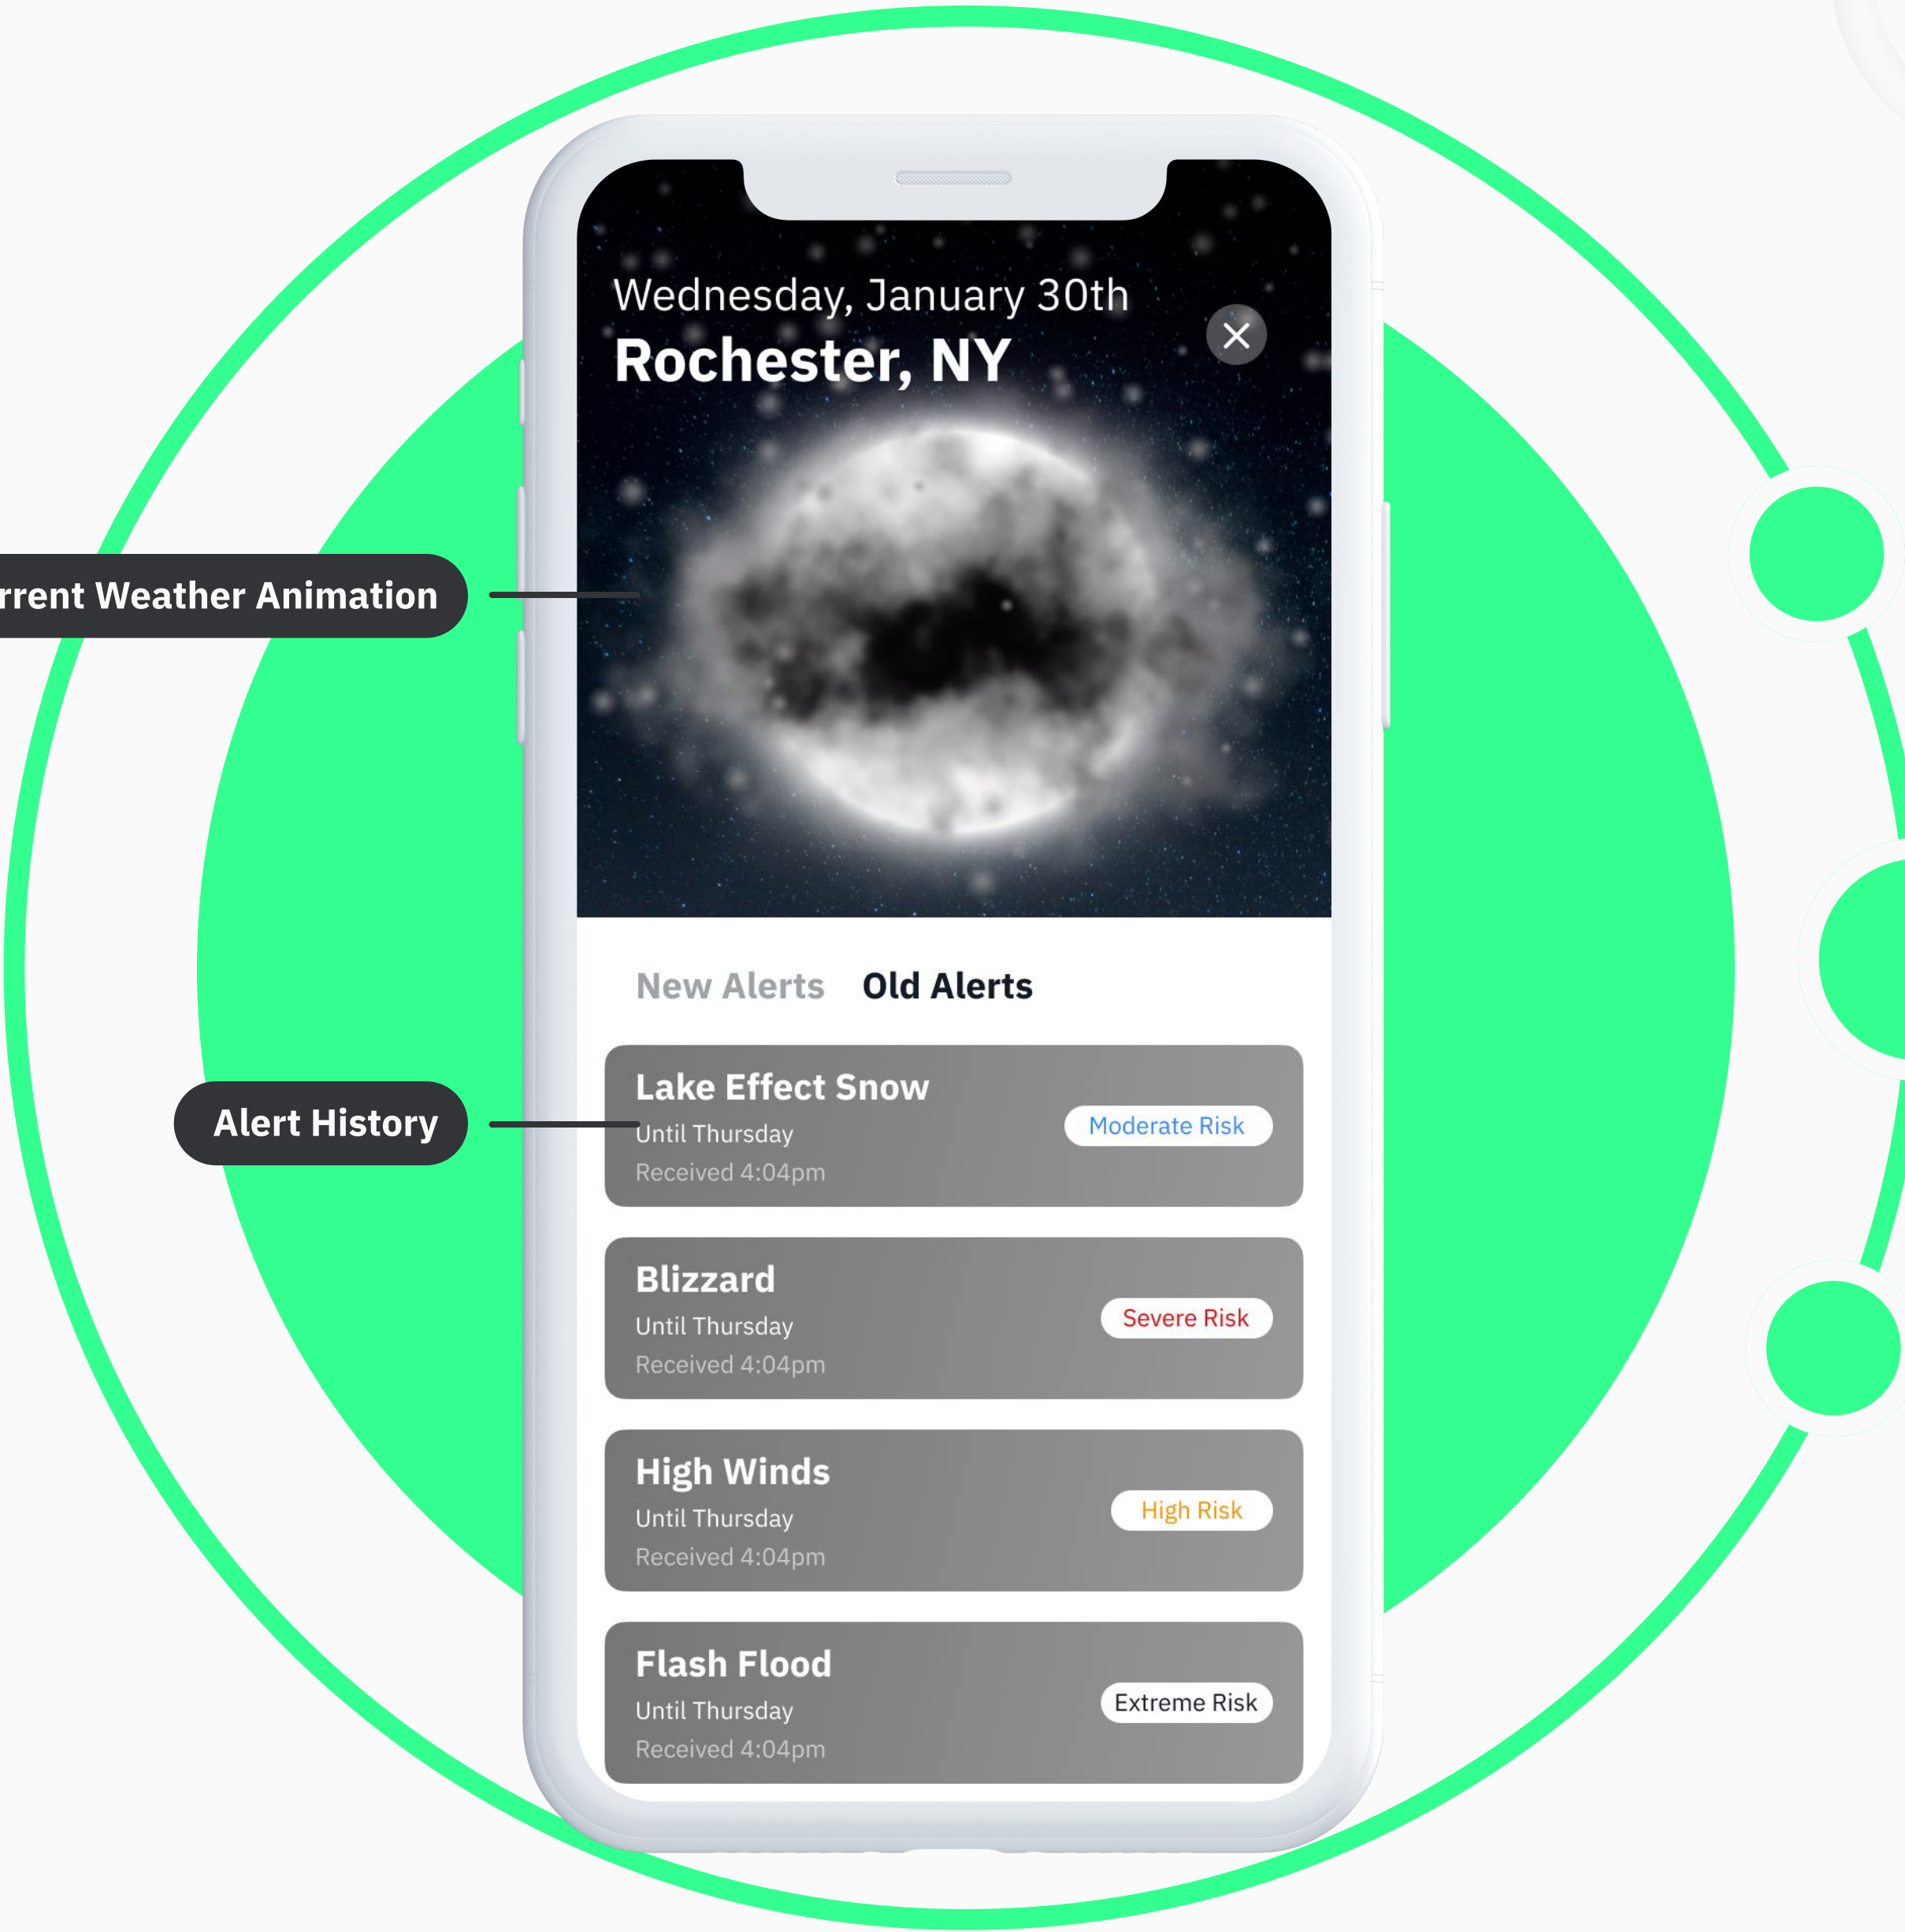 Wednesday, January 30th
Rochester, NY
Weather Animation
New Alerts Old Alerts
Alert History
Lake Effect Snow
Until Thursday
Received 4:04pm
Moderate Risk
Blizzard
Until Thursday
Received 4:04pm
Severe Risk
High Winds
Until Thursday
Received 4:04pm
High Risk
Flash Flood
Until Thursday
Received 4:04pm
Extreme Risk